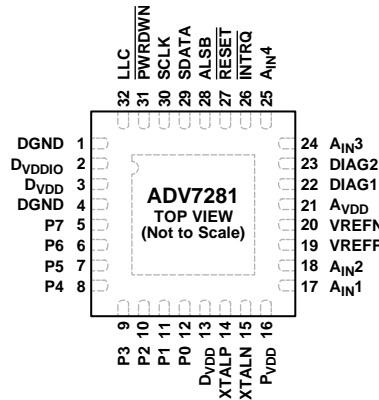 32 LLC
31 PWRDWN
30 SCLK
29 SDATA
28 ALSB
27 RESET
26 INTRQ
25 AIN4
DGND 1
DVDDIO 2
DVDD 3
DGND 4
P7 5
P6 6
P5 7
P4 8
ADV7281
TOP VIEW
(Not to Scale)
24 AIN3
23 DIAG2
22 DIAG1
21 AVDD
20 VREFN
19 VREFP
18 AIN2
17 AIN1
P3 9
P2 10
P1 11
P0 12
DVDD 13
XTALP 14
XTALN 15
PVDD 16